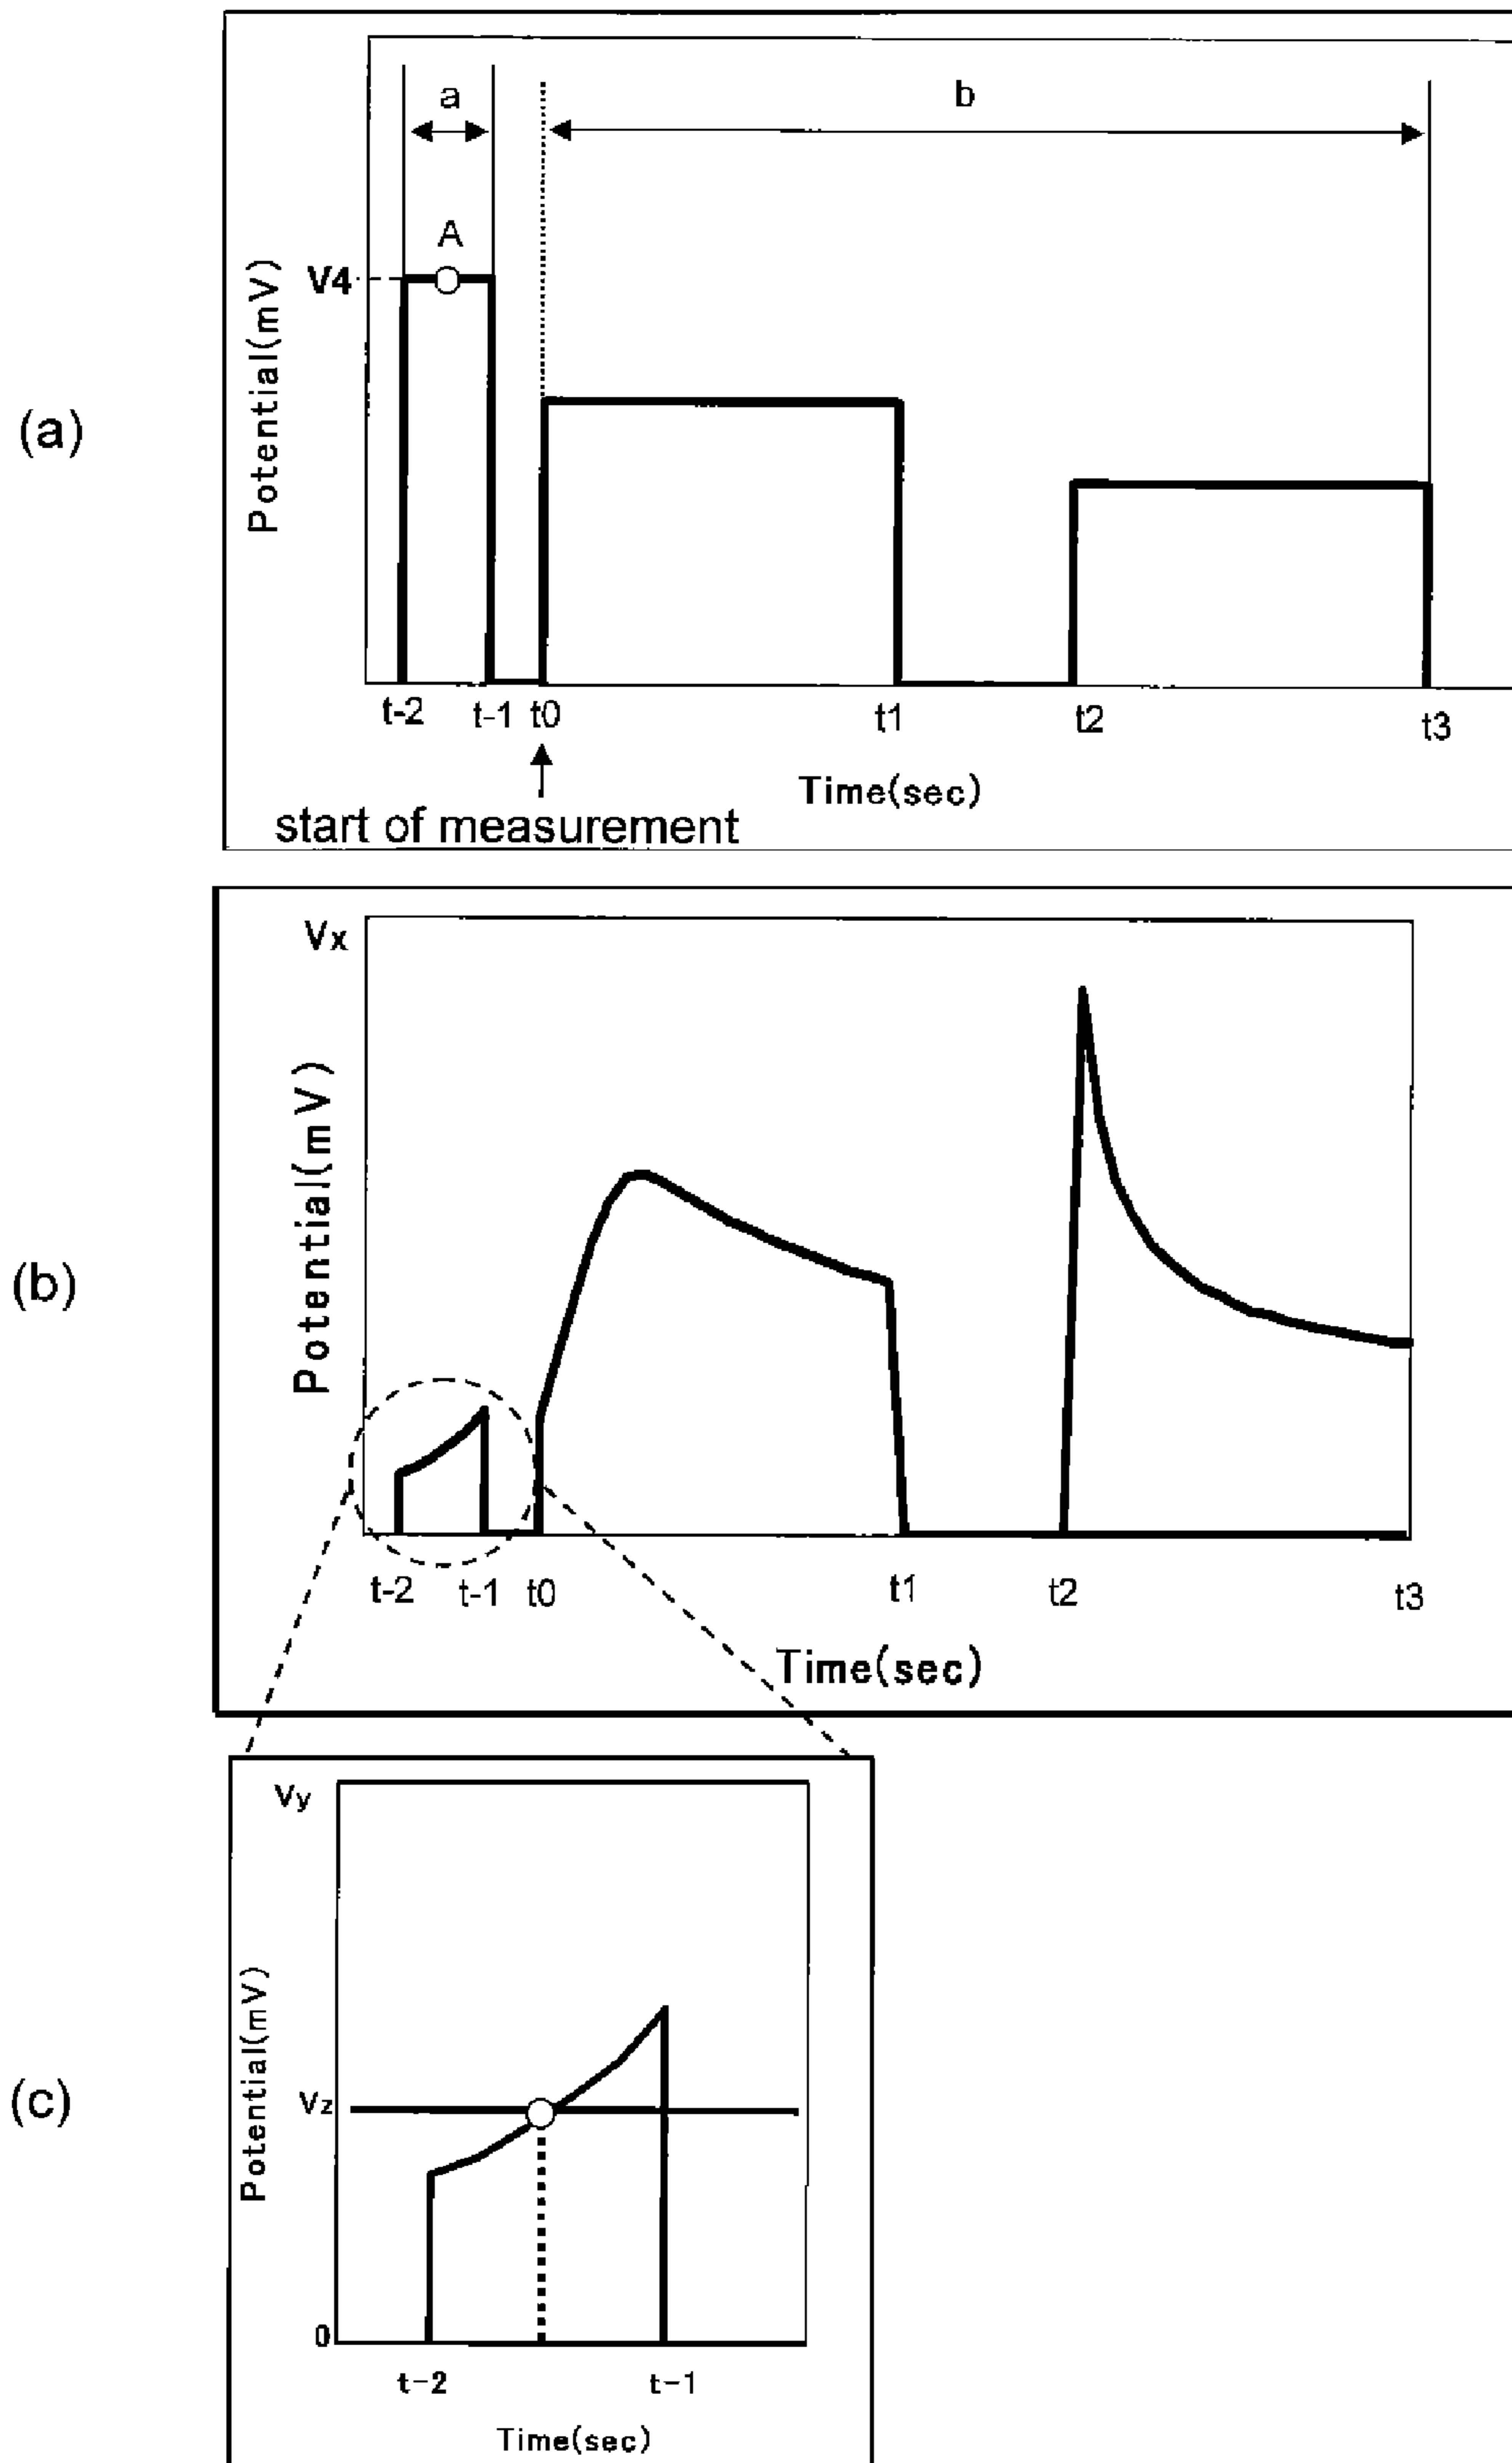 (a)
a
b
A
V4
Potential(mV)
t-2
t-1
t0
t1
t2
t3
Time(sec)
start of measurement
(b)
Vx
Potential(mV)
t-2
t-1
t0
t1
t2
t3
Time(sec)
(c)
Vy
Potential(mV)
Vz
0
t-2
t-1
Time(sec)